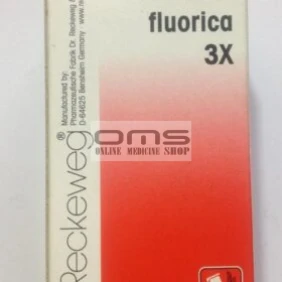 fluorica
3X
Reckeweg®
Manufactured by:
Pharmazeutische Fabrik Dr. Reckeweg
D-64625 Bensheim Germany
oms
ONLINE MEDICINE SHOP